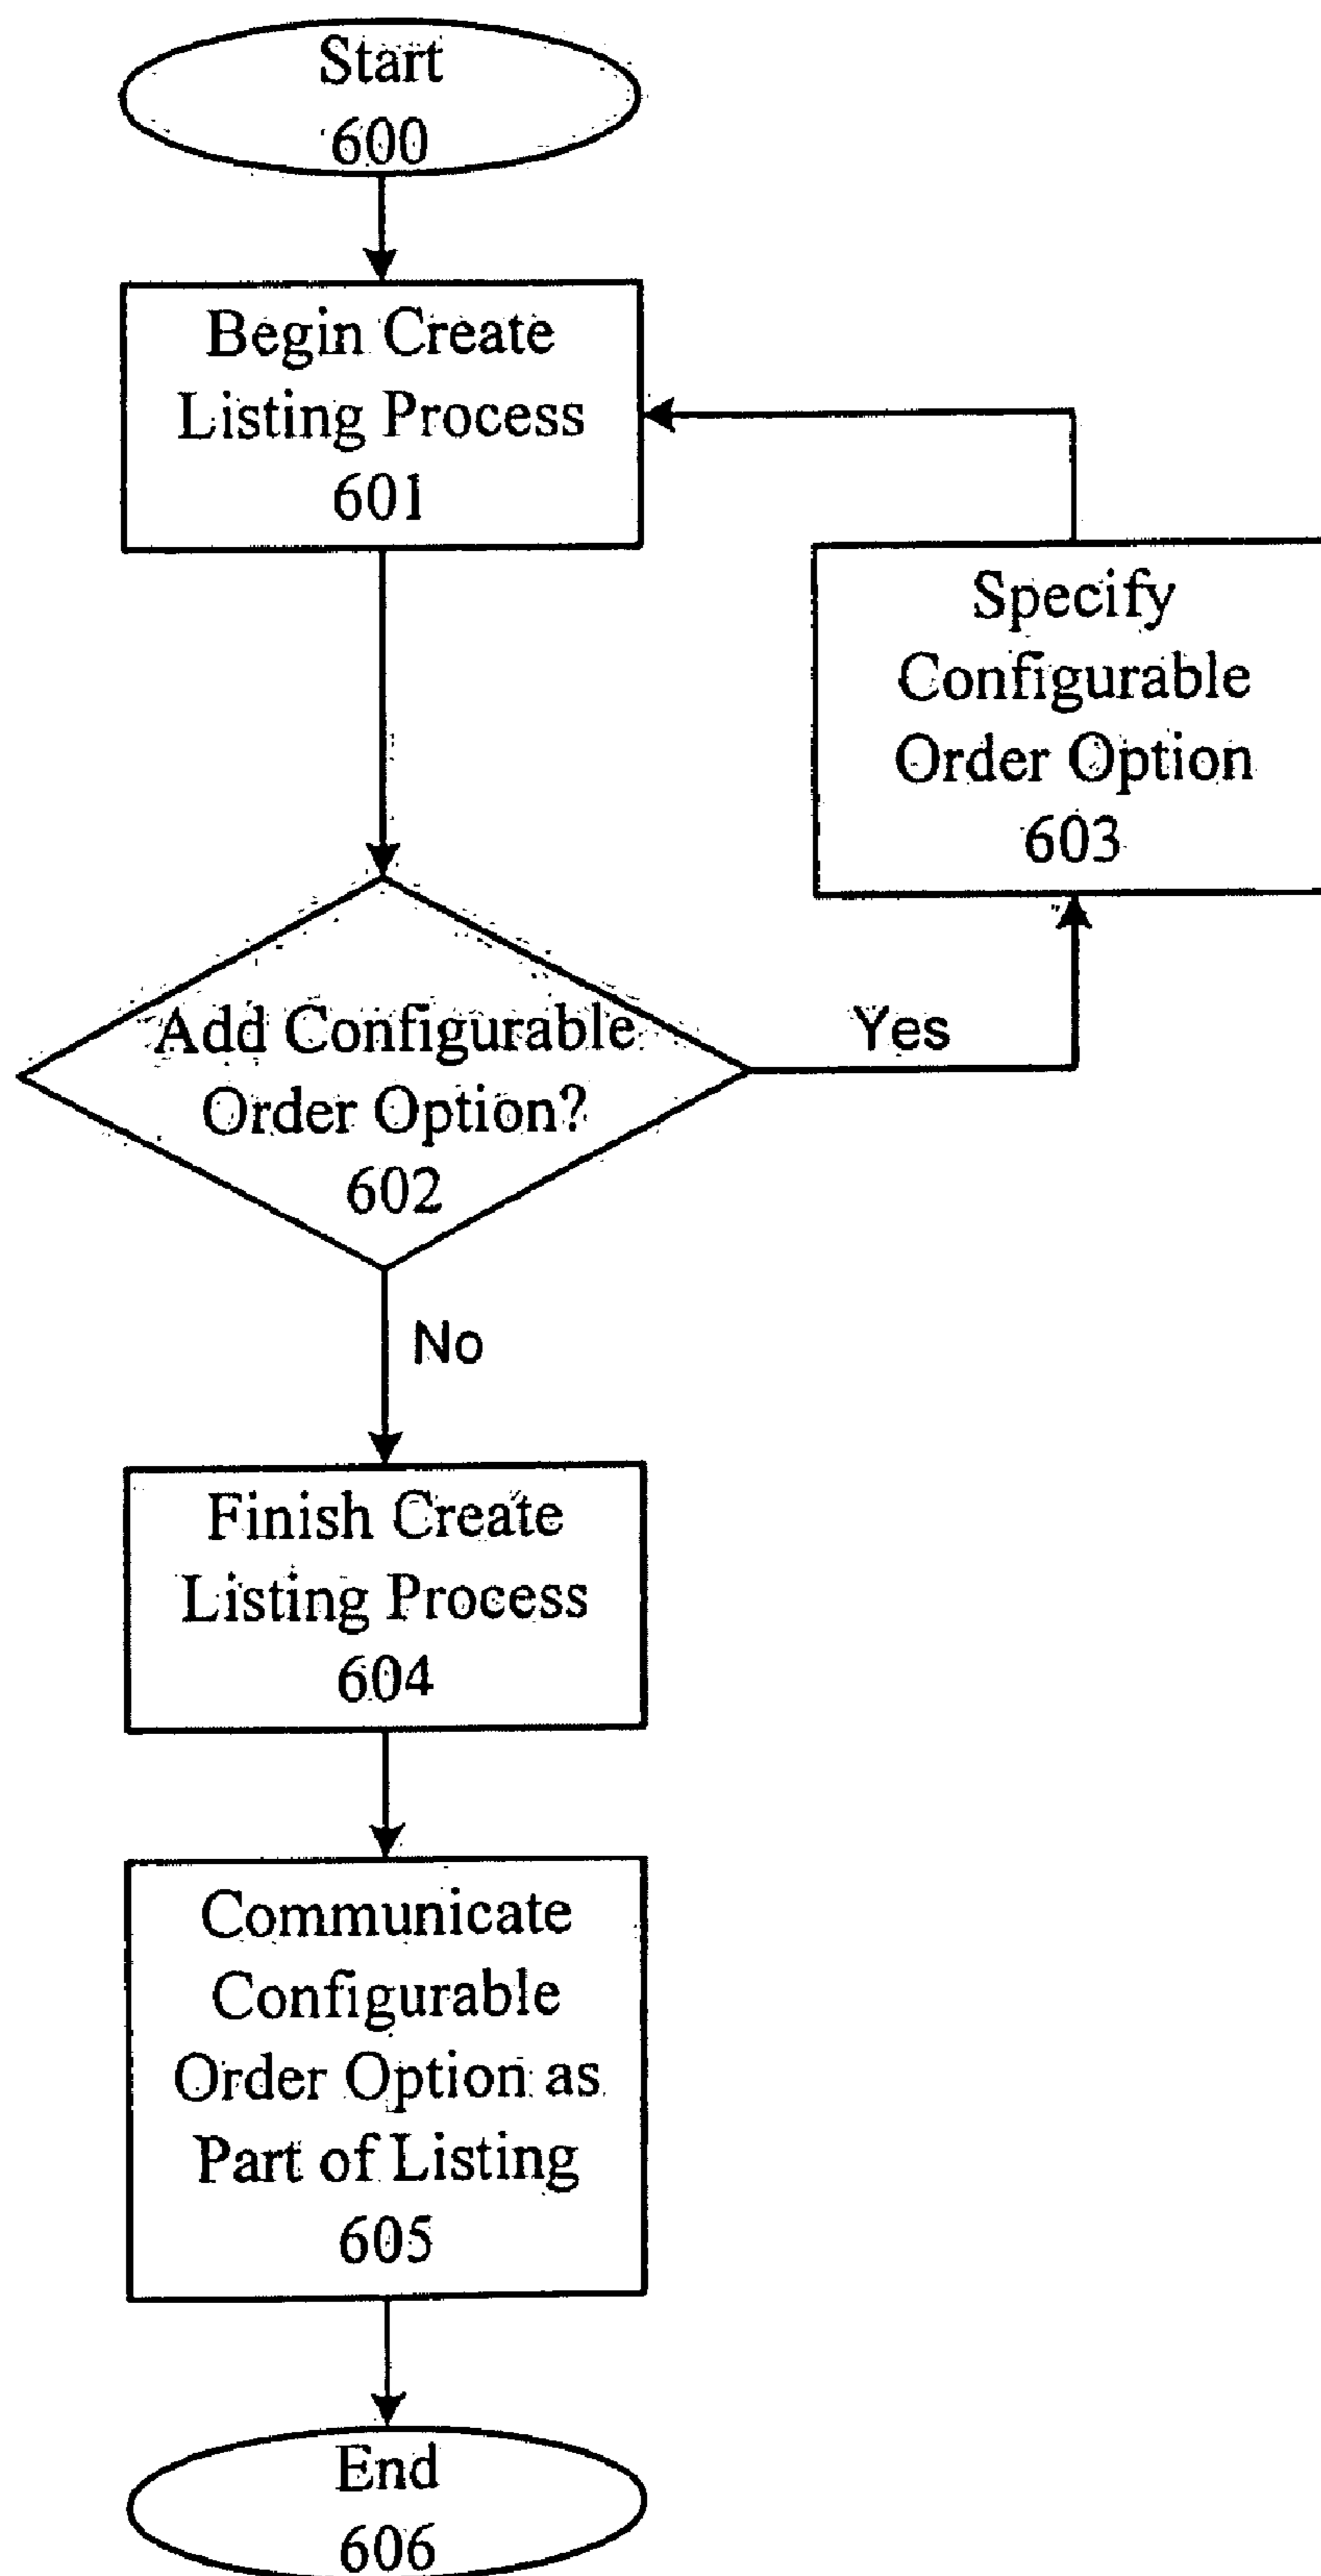 Start
600
Begin Create
Listing Process
601
Specify
Configurable
Order Option
603
Add Configurable
Order Option?
602
Yes
No
Finish Create
Listing Process
604
Communicate
Configurable
Order Option as
Part of Listing
605
End
606